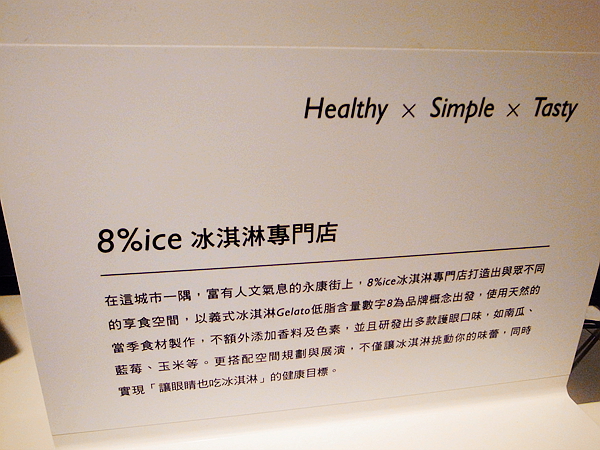 Healthy × Simple × Tasty
8%ice 冰淇淋專門店
在這城市一隅，富有人文氣息的永康街上，8%ice冰淇淋專門店打造出與眾不同
的享食空間，以義式冰淇淋Gelato低脂含量數字8為品牌概念出發，使用天然的
當季食材製作，不額外添加香料及色素，並且研發出多款護眼口味，如南瓜、
藍莓、玉米等。更搭配空間規劃與展演，不僅讓冰淇淋挑動你的味蕾，同時
實現「讓眼睛也吃冰淇淋」的健康目標。